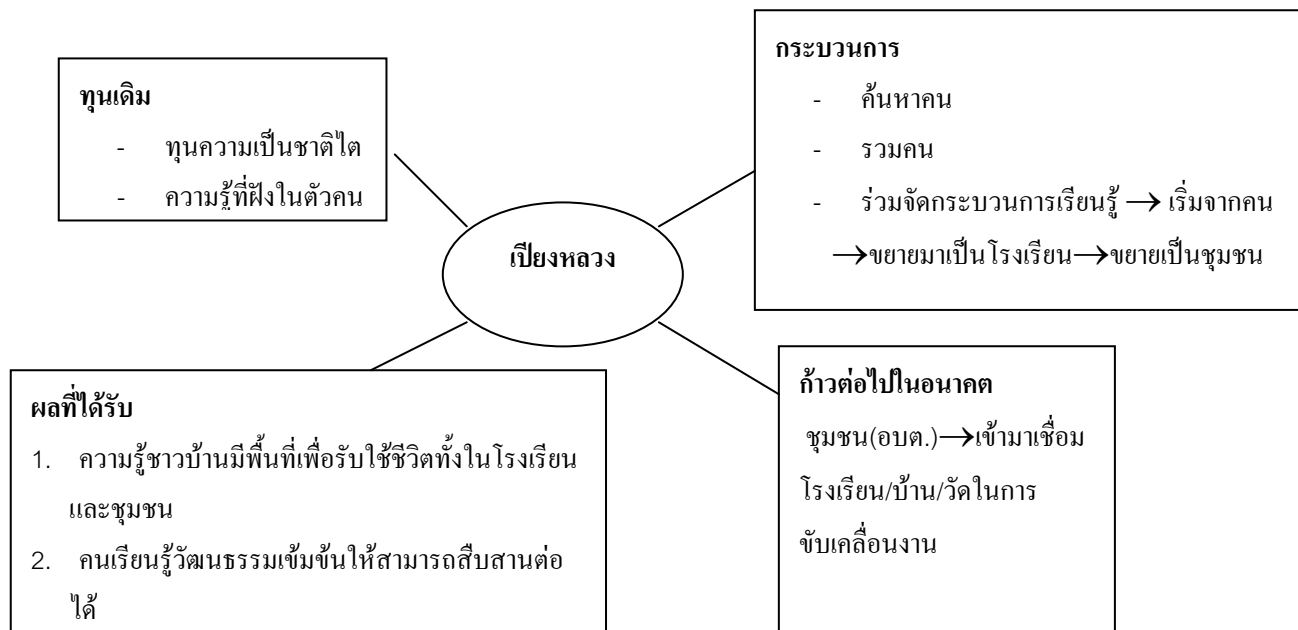 ทุนเดิม
- ทุนความเป็นชาติไต
- ความรู้ที่ฝังในตัวคน
กระบวนการ
- ค้นหาคน
- รวมคน
- ร่วมจัดกระบวนการเรียนรู้ → เริ่มจากคน
→ขยายมาเป็นโรงเรียน→ขยายเป็นชุมชน
เปียงหลวง
ผลที่ได้รับ
1. ความรู้ชาวบ้านมีพื้นที่เพื่อรับใช้ชีวิตทั้งในโรงเรียน
และชุมชน
2. คนเรียนรู้วัฒนธรรมเข้มข้นให้สามารถสืบสานต่อ
ได้
ก้าวต่อไปในอนาคต
ชุมชน(อบต.)→เข้ามาเชื่อม
โรงเรียน/บ้าน/วัดในการ
ขับเคลื่อนงาน